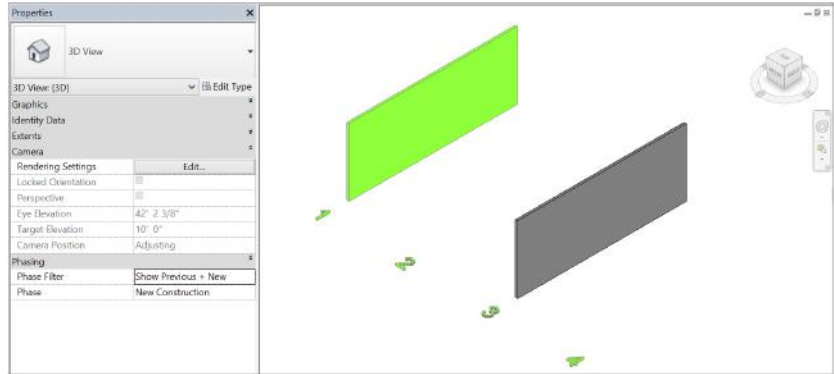 Properties
3D View
3D View: {3D}
Edit Type
Graphics
Identity Data
Extents
Camera
Rendering Settings
Edit...
Locked Orientation
Perspective
Eye Elevation
42' 2 3/8"
Target Elevation
10' 0"
Camera Position
Adjusting
Phasing
Phase Filter
Show Previous + New
Phase
New Construction
1
2
3
4